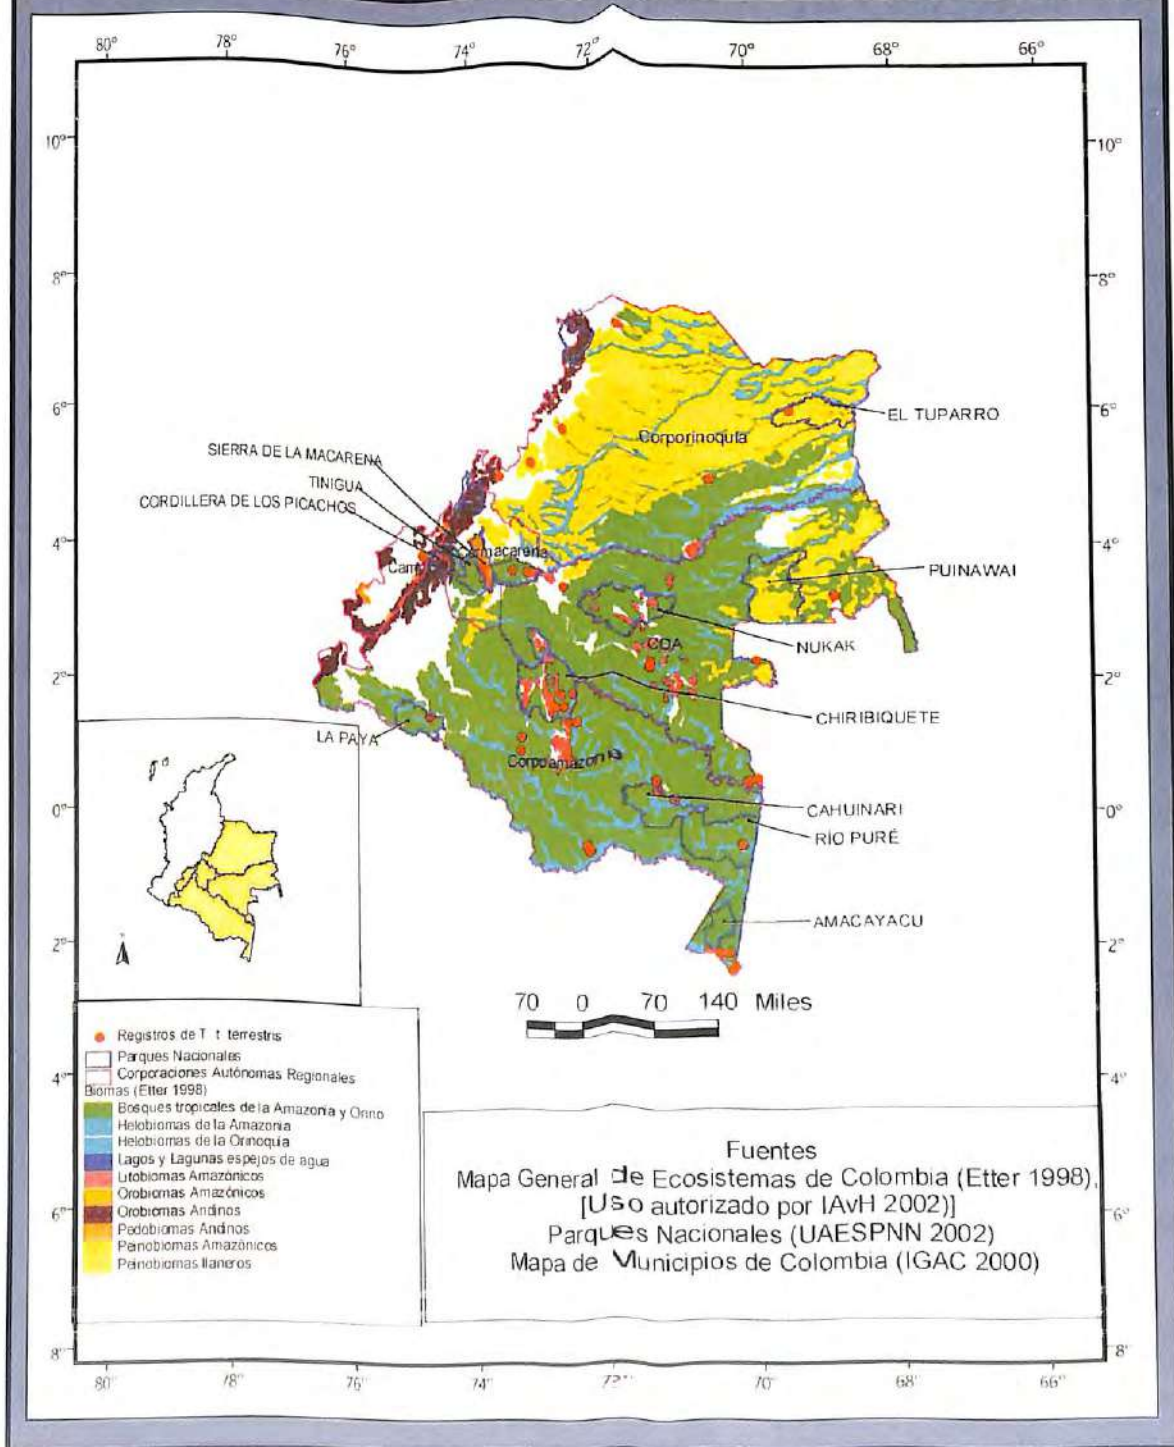 80° 78° 76° 74° 72° 70° 68° 66°
10° 10°
8° 8°
6° 6°
4° 4°
2° 2°
0° 0°
2° 2°
4° 4°
6° 6°
8° 8°
EL TUPARRO
Corporinoquia
SIERRA DE LA MACARENA
TINIGUA
CORDILLERA DE LOS PICACHOS
Cormacarena
Cam
PUINAWAI
NUKAK
CDA
CHIRIBIQUETE
LA PAYA
Corpoamazonia
CAHUINARI
RÍO PURÉ
AMACAYACU
70 0 70 140 Miles
Registros de T t terrestris
Parques Nacionales
Corporaciones Autónomas Regionales
Biomas (Etter 1998)
Bosques tropicales de la Amazonia y Orino
Helobiomas de la Amazonia
Helobiomas de la Orinoquia
Lagos y Lagunas espejos de agua
Litobiomas Amazónicos
Orobiomas Amazónicos
Orobiomas Andinos
Pedobiomas Andinos
Peinobiomas Amazónicos
Peinobiomas llaneros
Fuentes
Mapa General de Ecosistemas de Colombia (Etter 1998),
[Uso autorizado por IAvH 2002)]
Parques Nacionales (UAESPNN 2002)
Mapa de Municipios de Colombia (IGAC 2000)
80° 78° 76° 74° 72° 70° 68° 66°